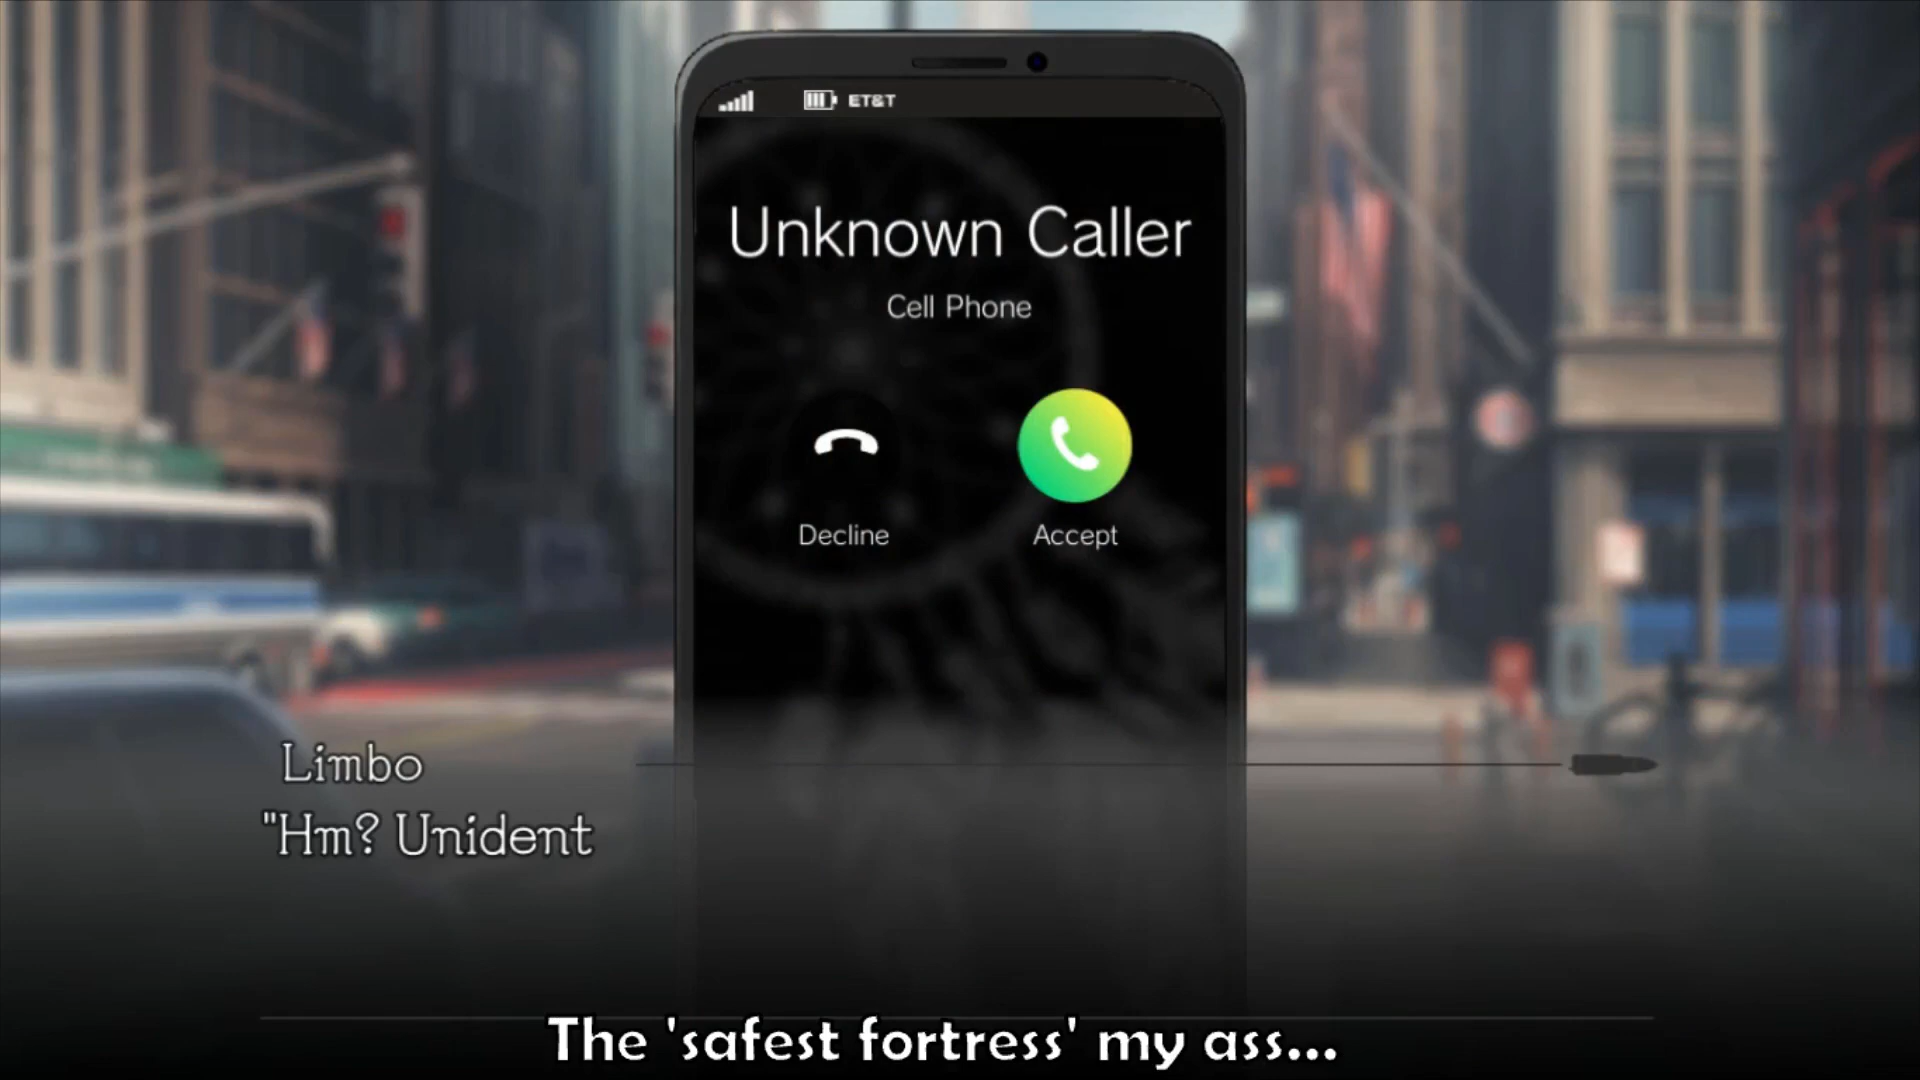 ET&T
Unknown Caller
Cell Phone
Decline
Accept
Limbo
"Hm? Unident
The 'safest fortress' my ass...